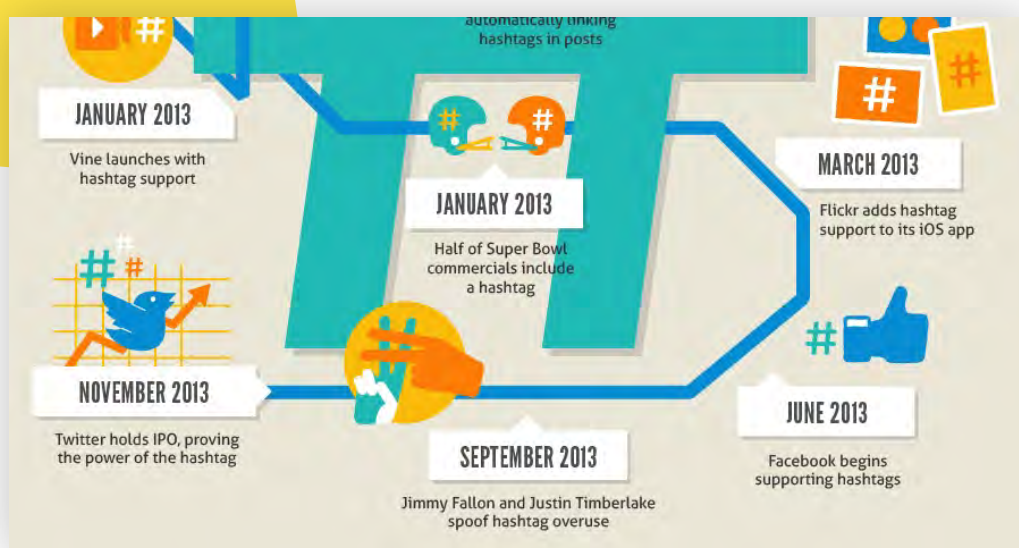 automatically linking
hashtags in posts
#
#
#
#
#
JANUARY 2013
Vine launches with
hashtag support
JANUARY 2013
Half of Super Bowl
commercials include
a hashtag
MARCH 2013
Flickr adds hashtag
support to its iOS app
#
JUNE 2013
Facebook begins
supporting hashtags
SEPTEMBER 2013
Jimmy Fallon and Justin Timberlake
spoof hashtag overuse
# # #
NOVEMBER 2013
Twitter holds IPO, proving
the power of the hashtag